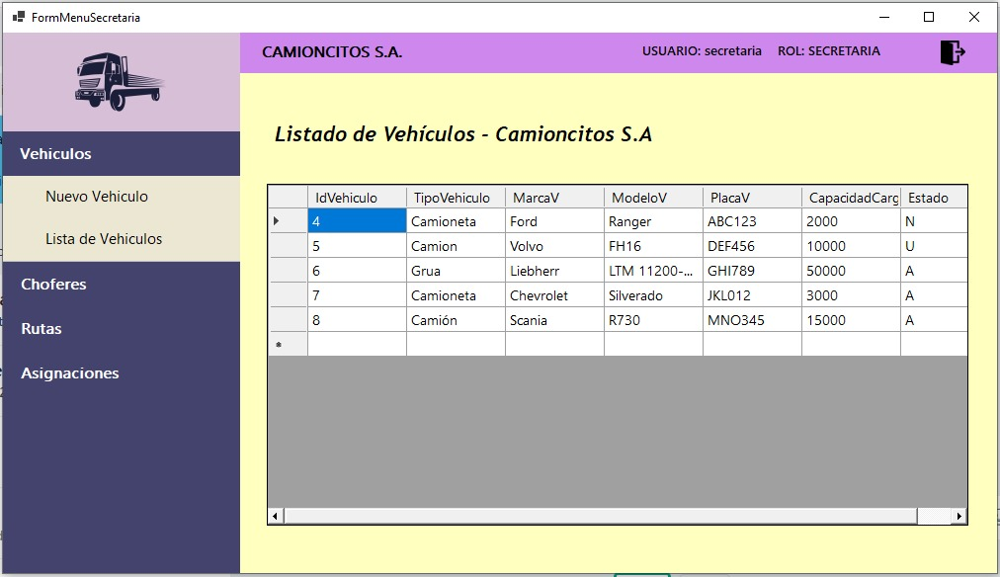 FormMenuSecretaria
CAMIONCITOS S.A. USUARIO: secretaria ROL: SECRETARIA
Vehiculos
Nuevo Vehiculo
Lista de Vehiculos
Choferes
Rutas
Asignaciones
Listado de Vehículos - Camioncitos S.A
IdVehiculo TipoVehiculo MarcaV ModeloV PlacaV CapacidadCarg Estado
4 Camioneta Ford Ranger ABC123 2000 N
5 Camion Volvo FH16 DEF456 10000 U
6 Grua Liebherr LTM 11200-... GHI789 50000 A
7 Camioneta Chevrolet Silverado JKL012 3000 A
8 Camión Scania R730 MNO345 15000 A